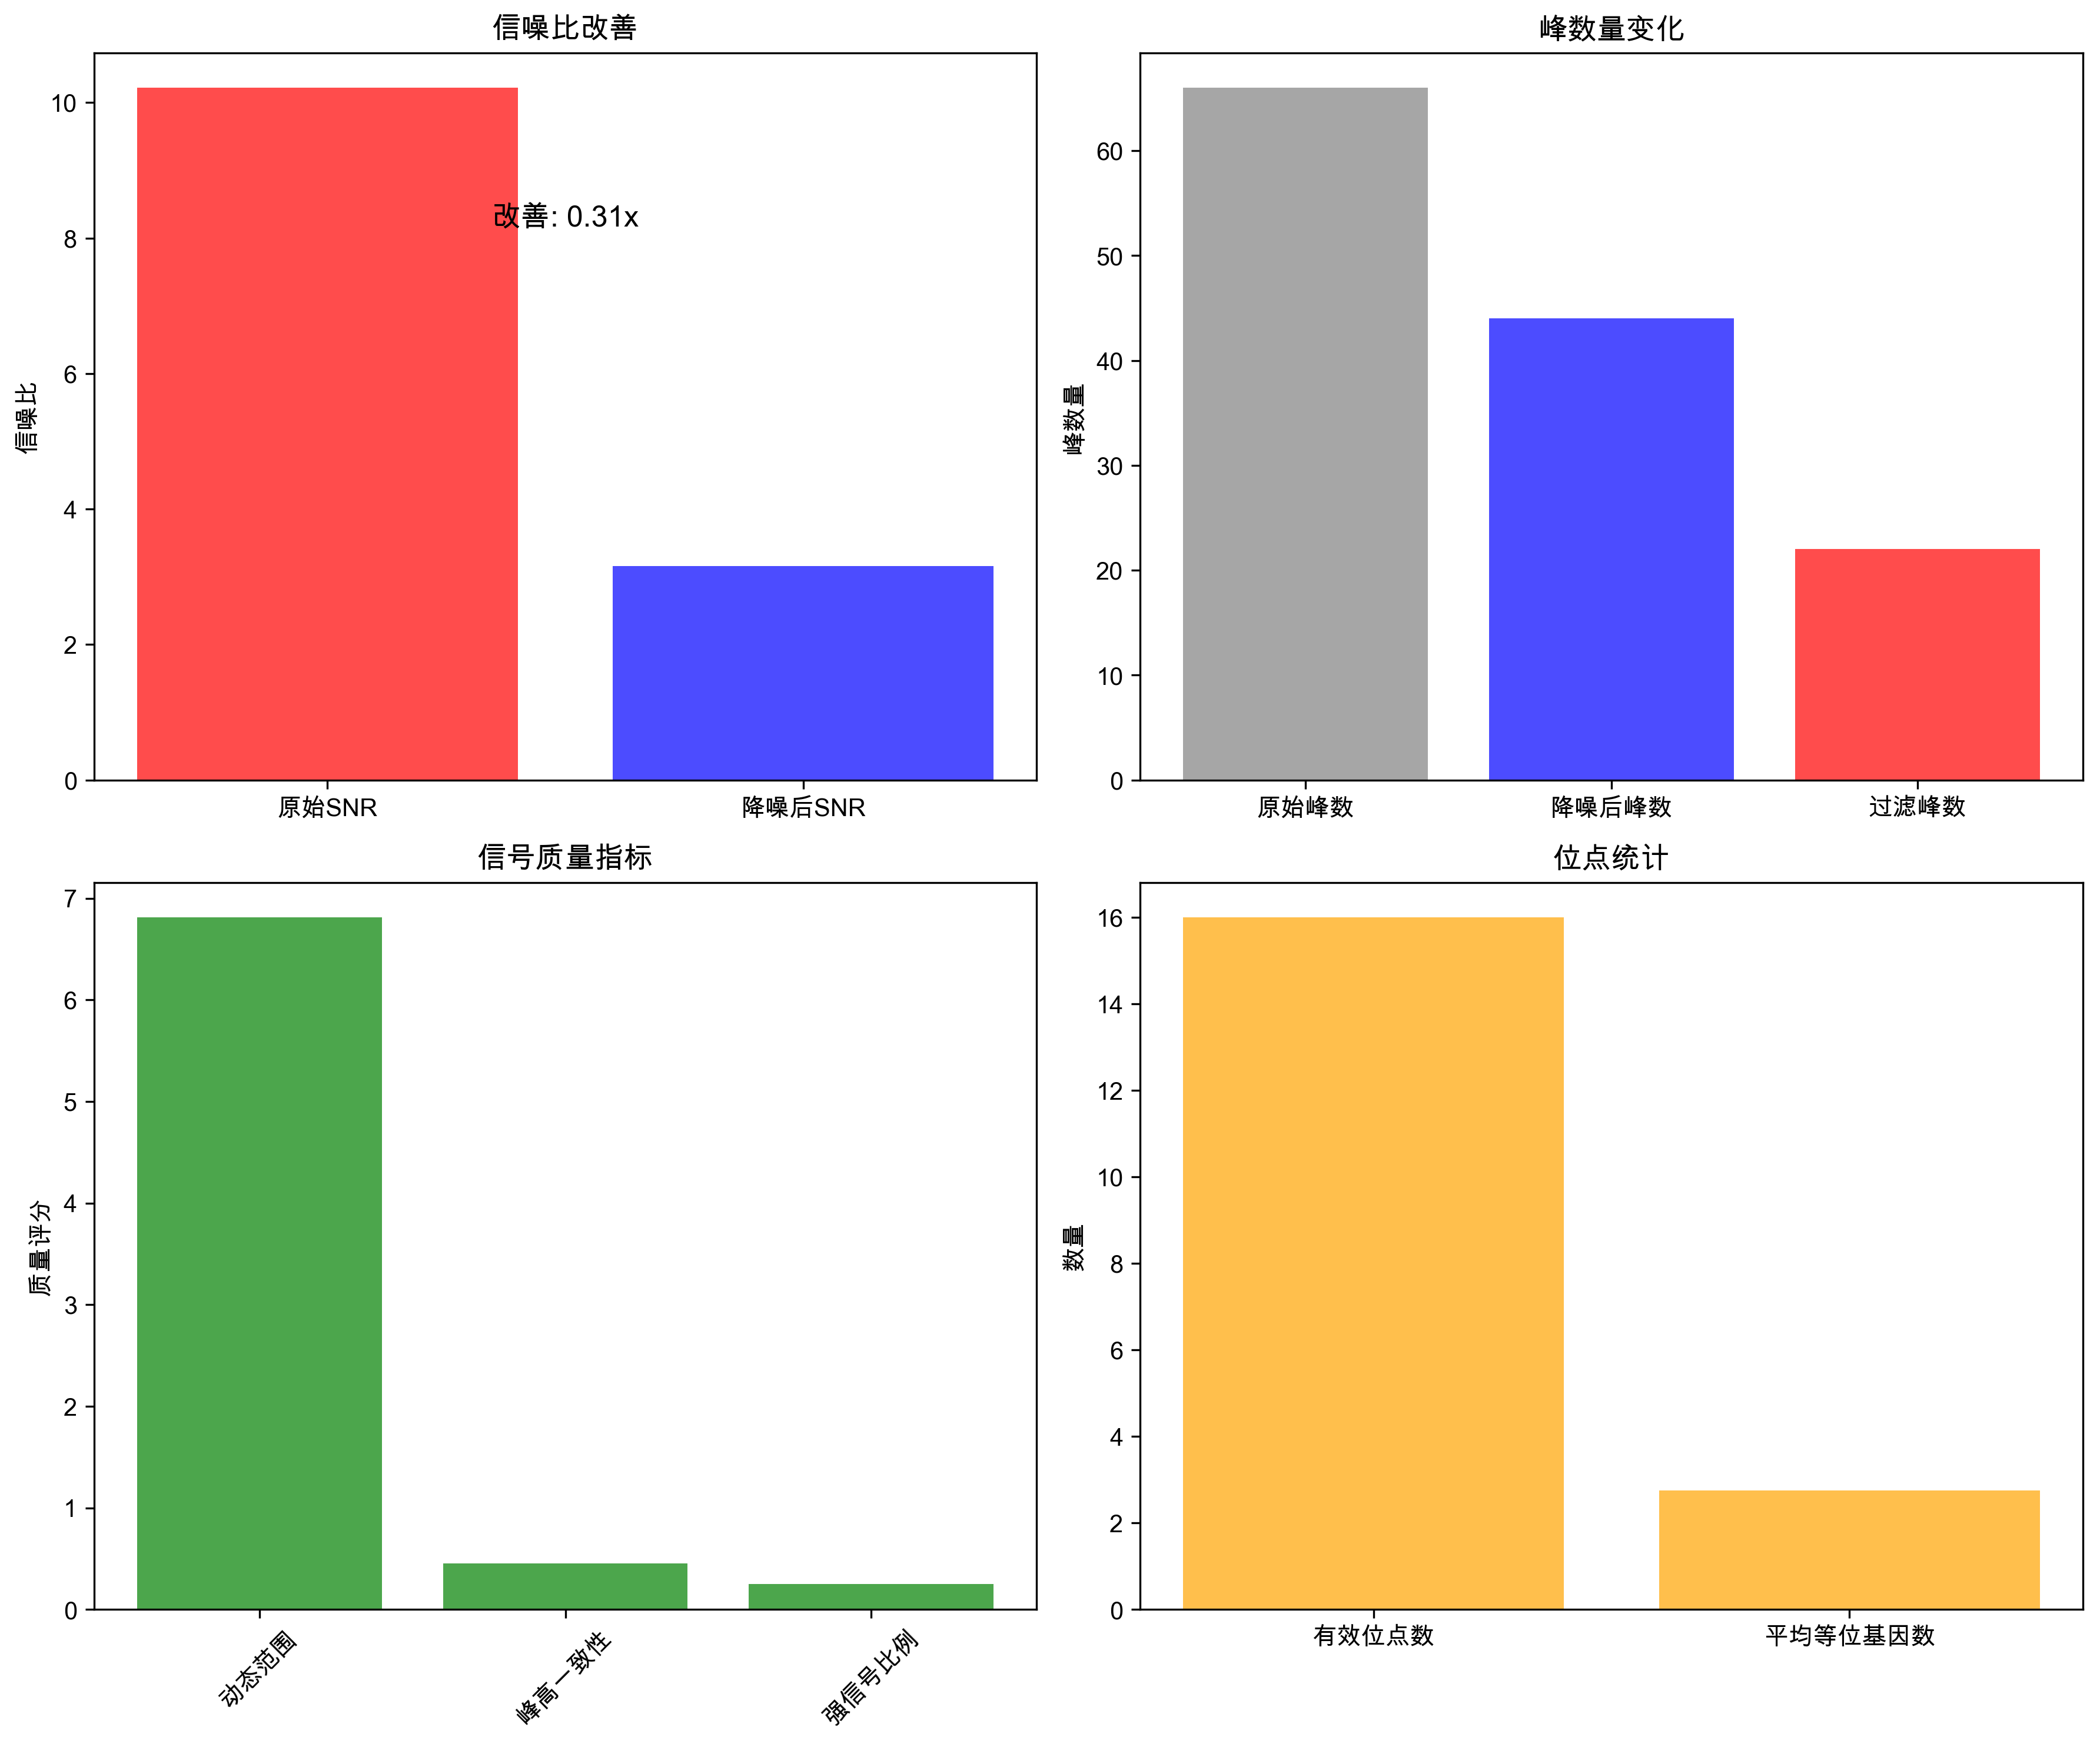 信噪比改善
信噪比
10
8
6
4
2
0
改善: 0.31x
原始SNR
降噪后SNR
峰数量变化
峰数量
60
50
40
30
20
10
0
原始峰数
降噪后峰数
过滤峰数
信号质量指标
质量评分
7
6
5
4
3
2
1
0
动态范围
峰高一致性
强信号比例
位点统计
数量
16
14
12
10
8
6
4
2
0
有效位点数
平均等位基因数